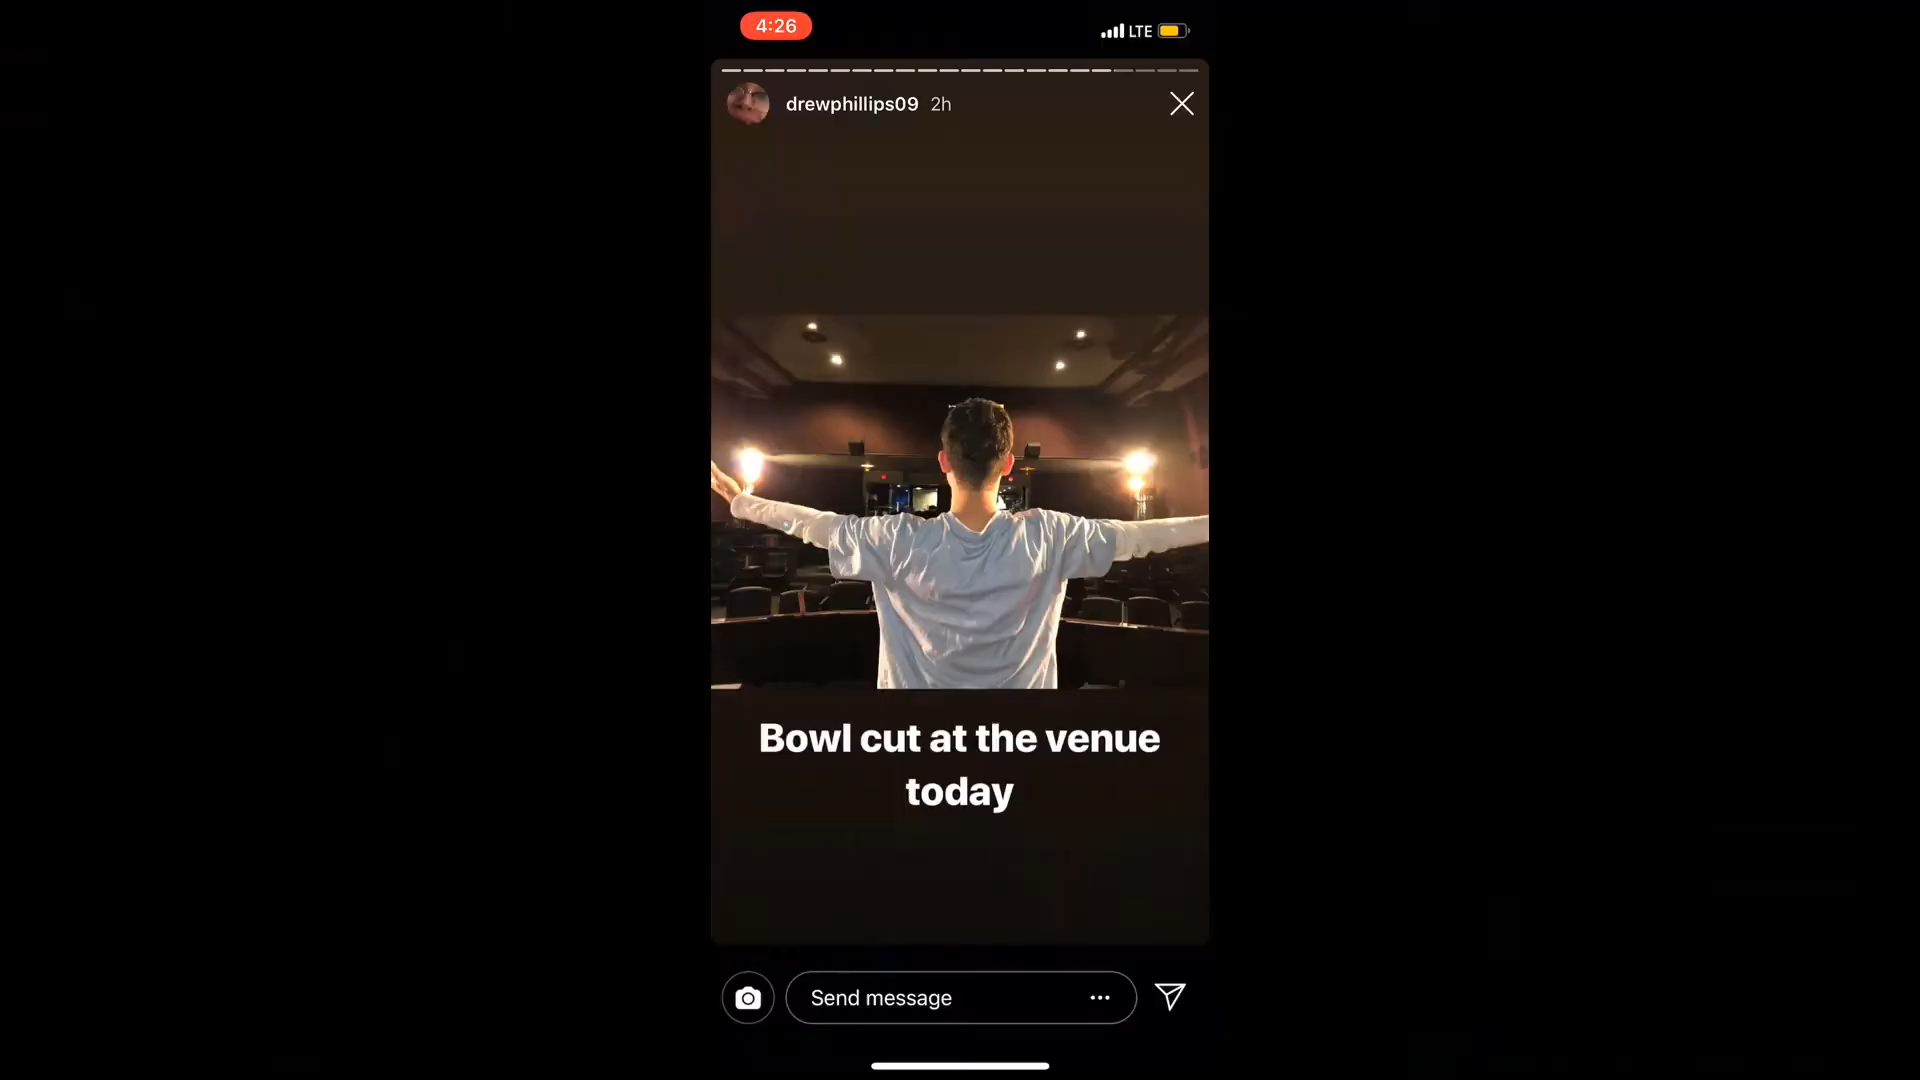 4:26
LTE
drewphillips09 2h
Bowl cut at the venue
today
Send message